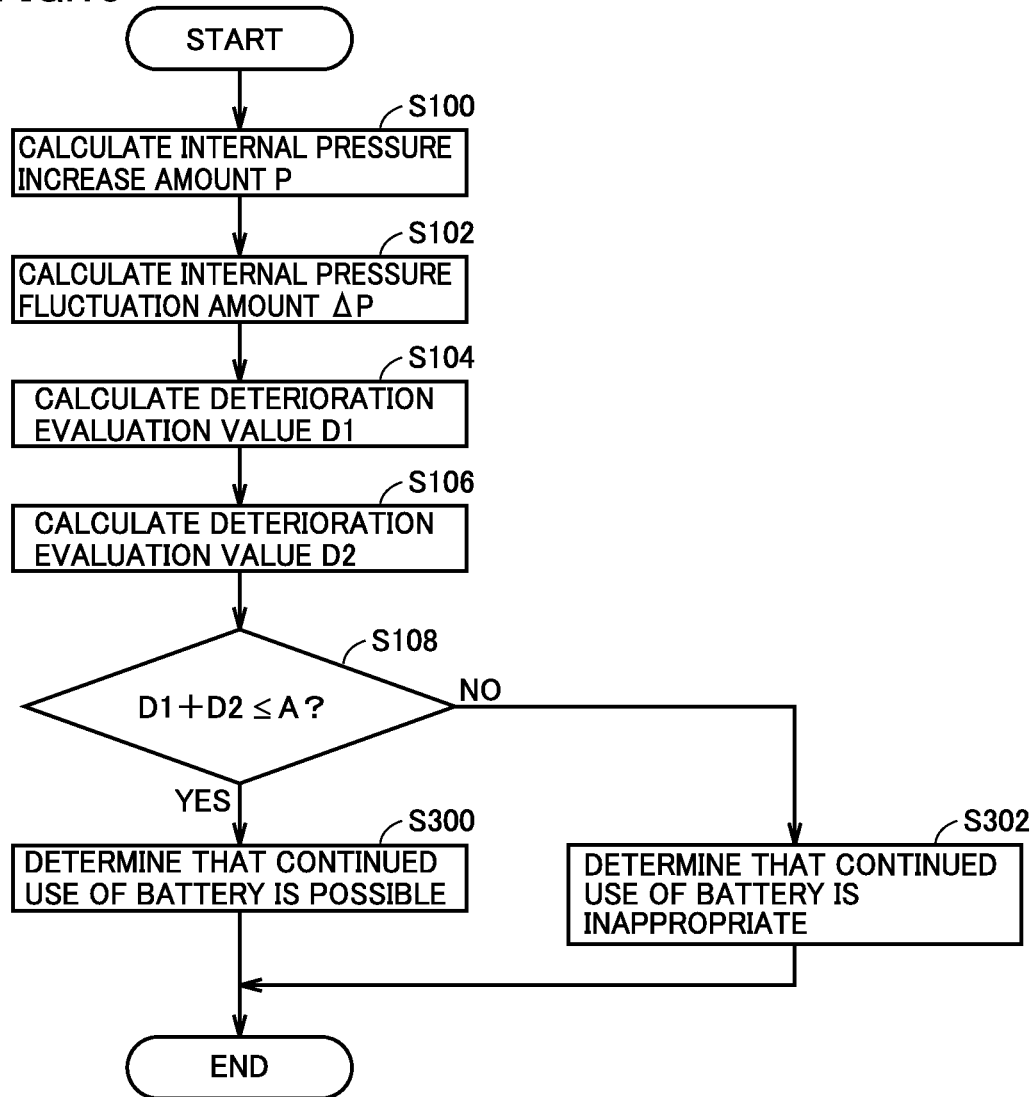 START
S100
CALCULATE INTERNAL PRESSURE
INCREASE AMOUNT P
S102
CALCULATE INTERNAL PRESSURE
FLUCTUATION AMOUNT ΔP
S104
CALCULATE DETERIORATION
EVALUATION VALUE D1
S106
CALCULATE DETERIORATION
EVALUATION VALUE D2
S108
D1+D2 ≤ A?
NO
YES
S300
DETERMINE THAT CONTINUED
USE OF BATTERY IS POSSIBLE
S302
DETERMINE THAT CONTINUED
USE OF BATTERY IS
INAPPROPRIATE
END